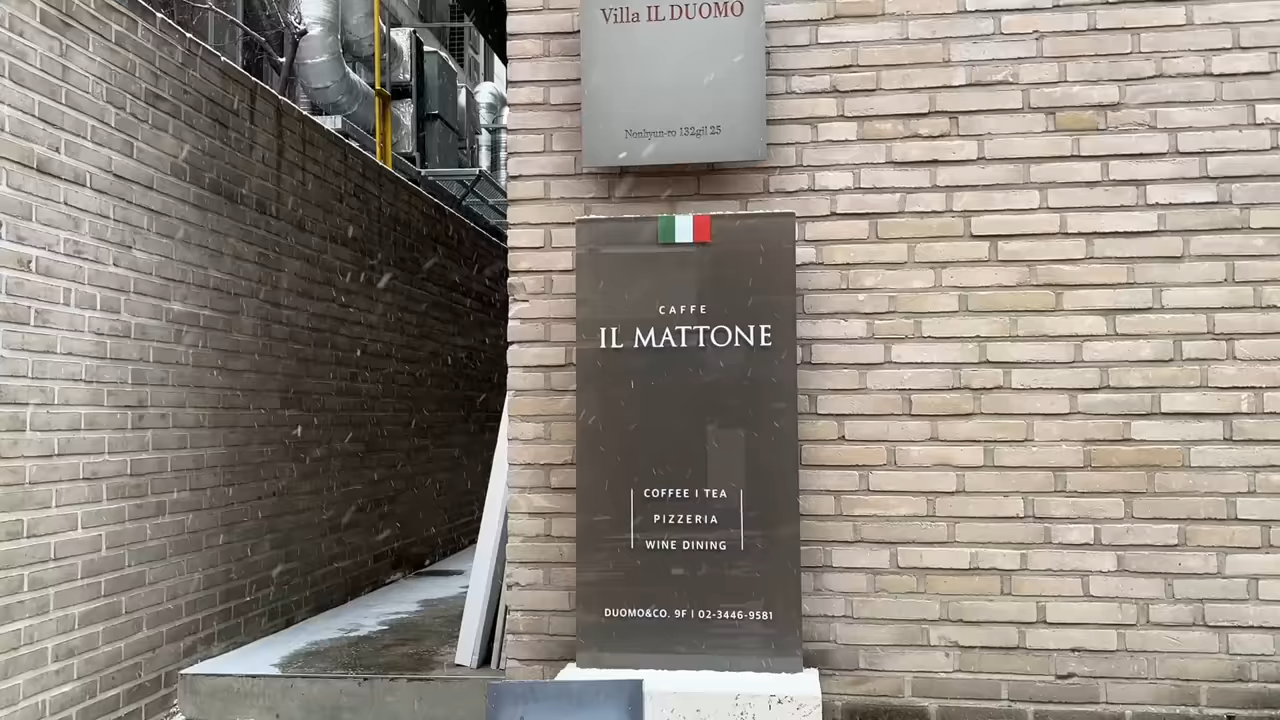 Villa IL DUOMO
Nonhyun-ro 132gil 25
CAFFE
IL MATTONE
COFFEE | TEA
PIZZERIA
WINE DINING
DUOMO&CO. 9F | 02-3446-9581